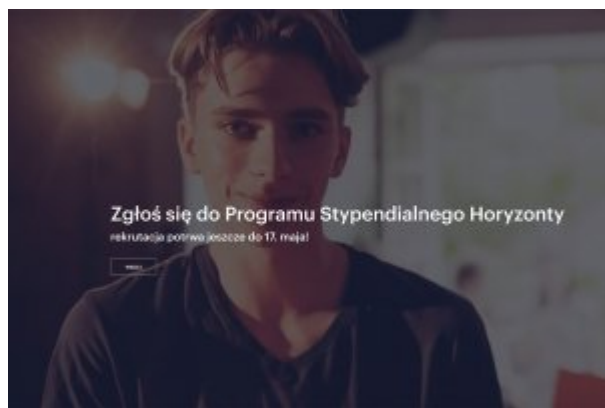 Zgłoś się do Programu Stypendialnego Horyzonty
rekrutacja potrwa jeszcze do 17. maja!